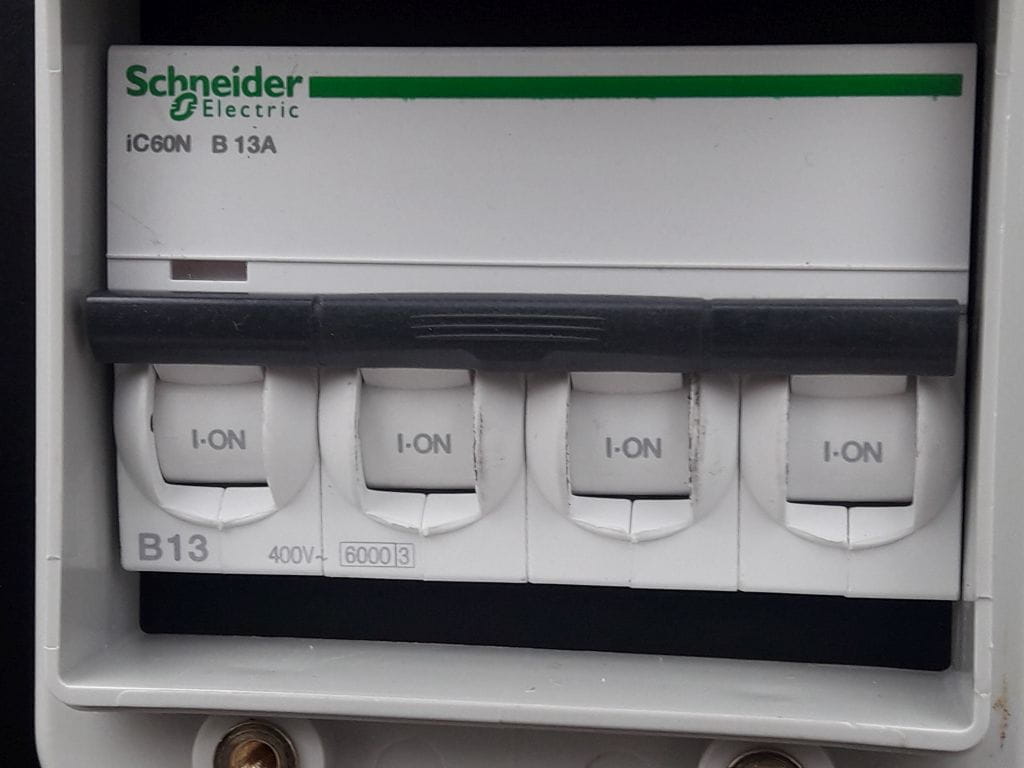 Schneider
Electric
iC60N B 13A
I·ON I·ON I·ON I·ON
B13 400V~ 6000 3